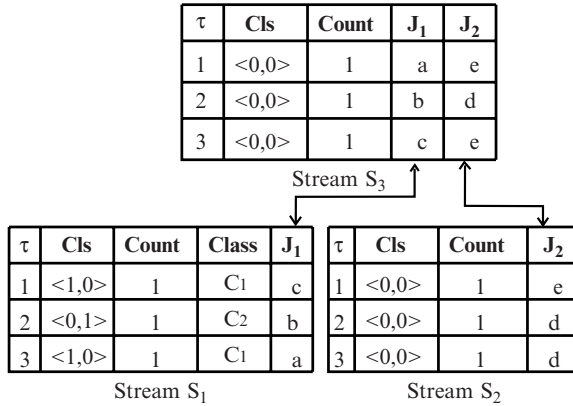 τ Cls Count J1 J2
1 <0,0> 1 a e
2 <0,0> 1 b d
3 <0,0> 1 c e
Stream S3
τ Cls Count Class J1
1 <1,0> 1 C1 c
2 <0,1> 1 C2 b
3 <1,0> 1 C1 a
Stream S1
τ Cls Count J2
1 <0,0> 1 e
2 <0,0> 1 d
3 <0,0> 1 d
Stream S2